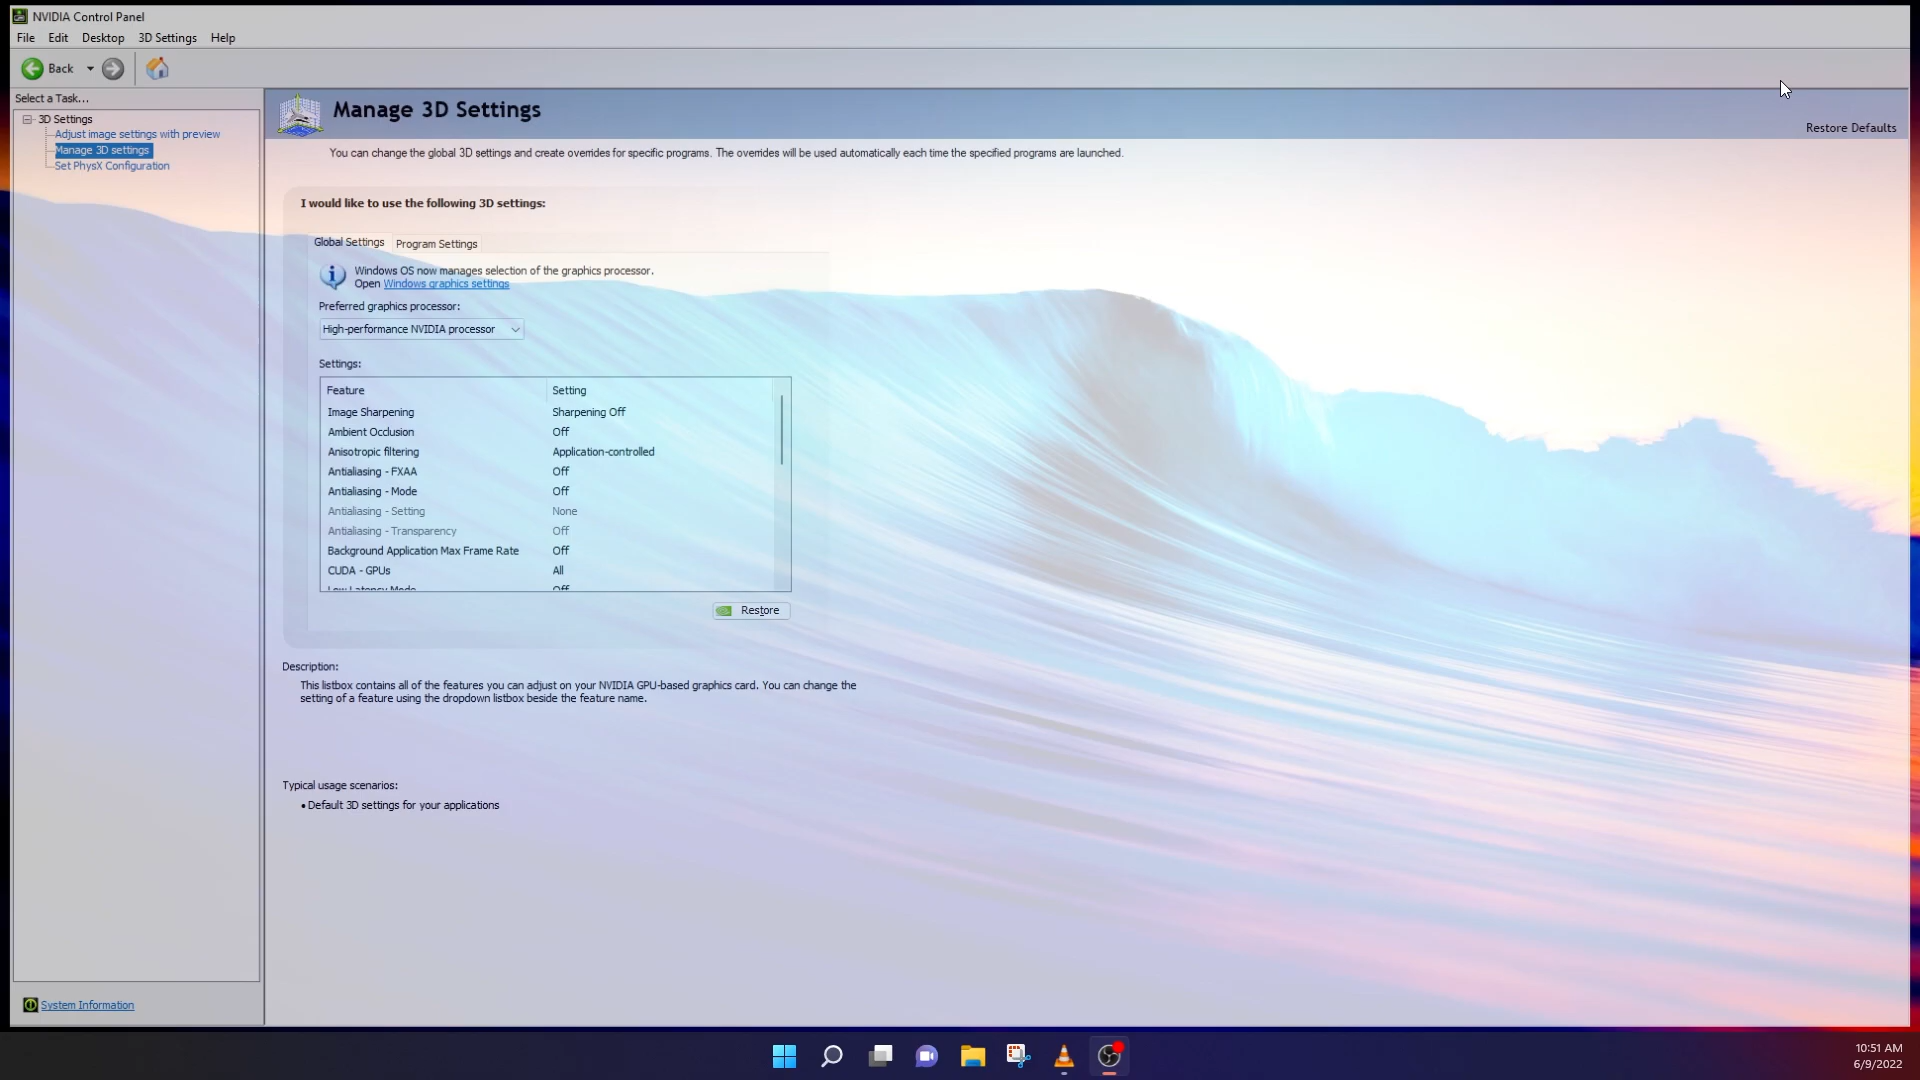 NVIDIA Control Panel
File Edit Desktop 3D Settings Help
Back
Select a Task...
3D Settings
Adjust image settings with preview
Manage 3D settings
Set PhysX Configuration
System Information
Manage 3D Settings
Restore Defaults
You can change the global 3D settings and create overrides for specific programs. The overrides will be used automatically each time the specified programs are launched.
I would like to use the following 3D settings:
Global Settings Program Settings
Windows OS now manages selection of the graphics processor.
Open Windows graphics settings
Preferred graphics processor:
High-performance NVIDIA processor
Settings:
Feature Setting
Image Sharpening Sharpening Off
Ambient Occlusion Off
Anisotropic filtering Application-controlled
Antialiasing - FXAA Off
Antialiasing - Mode Off
Antialiasing - Setting None
Antialiasing - Transparency Off
Background Application Max Frame Rate Off
CUDA - GPUs All
Low Latency Mode Off
Restore
Description:
This listbox contains all of the features you can adjust on your NVIDIA GPU-based graphics card. You can change the
setting of a feature using the dropdown listbox beside the feature name.
Typical usage scenarios:
• Default 3D settings for your applications
10:51 AM
6/9/2022